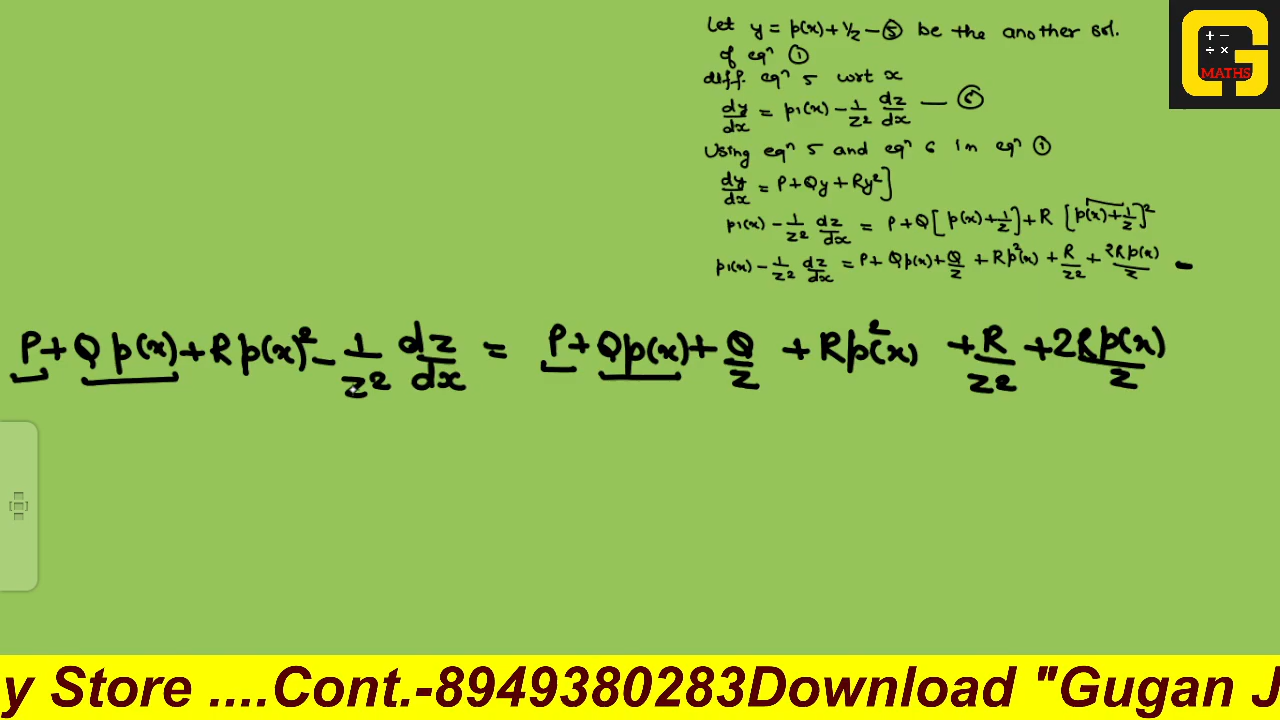 Let y = p(x) + 1/z - ⑤ be the another sol.
of eqⁿ ①
diff. eqⁿ 5 wrt x
dy/dx = p1(x) - 1/z² dz/dx — ⑥
Using eqⁿ 5 and eqⁿ 6 in eqⁿ ①
dy/dx = P + Qy + Ry²]
p1(x) - 1/z² dz/dx = P + Q[p(x) + 1/z] + R [p(x) + 1/z]²
p1(x) - 1/z² dz/dx = P + Qp(x) + Q/z + Rp²(x) + R/z² + 2Rp(x)/z -
P + Q p(x) + R p(x)² - 1/z² dz/dx = P + Qp(x) + Q/z + Rp²(x) + R/z² + 2Rp(x)/z
+ -
÷ ×
G
MATHS
y Store ....Cont.-8949380283Download "Gugan J